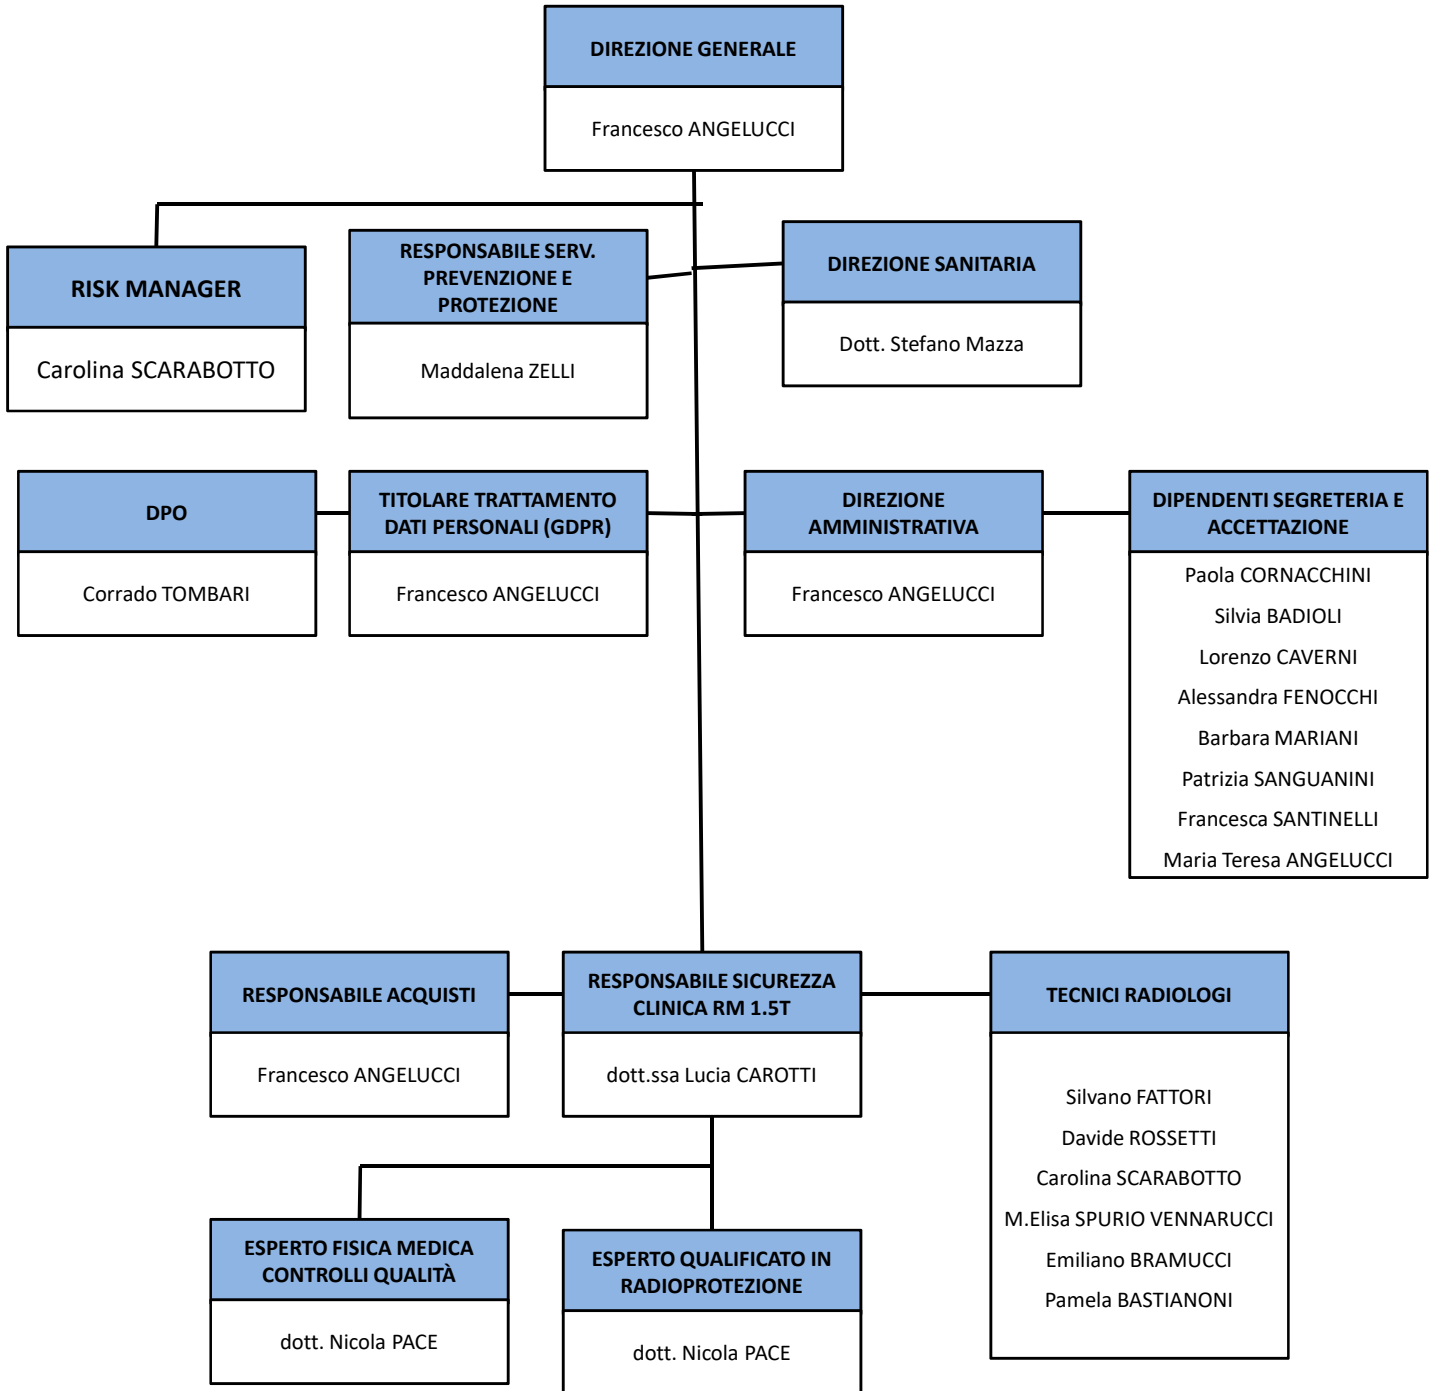 DIREZIONE GENERALE
Francesco ANGELUCCI
RISK MANAGER
Carolina SCARABOTTO
RESPONSABILE SERV.
PREVENZIONE E
PROTEZIONE
Maddalena ZELLI
DIREZIONE SANITARIA
Dott. Stefano Mazza
DPO
Corrado TOMBARI
TITOLARE TRATTAMENTO
DATI PERSONALI (GDPR)
Francesco ANGELUCCI
DIREZIONE
AMMINISTRATIVA
Francesco ANGELUCCI
DIPENDENTI SEGRETERIA E
ACCETTAZIONE
Paola CORNACCHINI
Silvia BADIOLI
Lorenzo CAVERNI
Alessandra FENOCCHI
Barbara MARIANI
Patrizia SANGUANINI
Francesca SANTINELLI
Maria Teresa ANGELUCCI
RESPONSABILE ACQUISTI
Francesco ANGELUCCI
RESPONSABILE SICUREZZA
CLINICA RM 1.5T
dott.ssa Lucia CAROTTI
TECNICI RADIOLOGI
Silvano FATTORI
Davide ROSSETTI
Carolina SCARABOTTO
M.Elisa SPURIO VENNARUCCI
Emiliano BRAMUCCI
Pamela BASTIANONI
ESPERTO FISICA MEDICA
CONTROLLI QUALITÀ
dott. Nicola PACE
ESPERTO QUALIFICATO IN
RADIOPROTEZIONE
dott. Nicola PACE